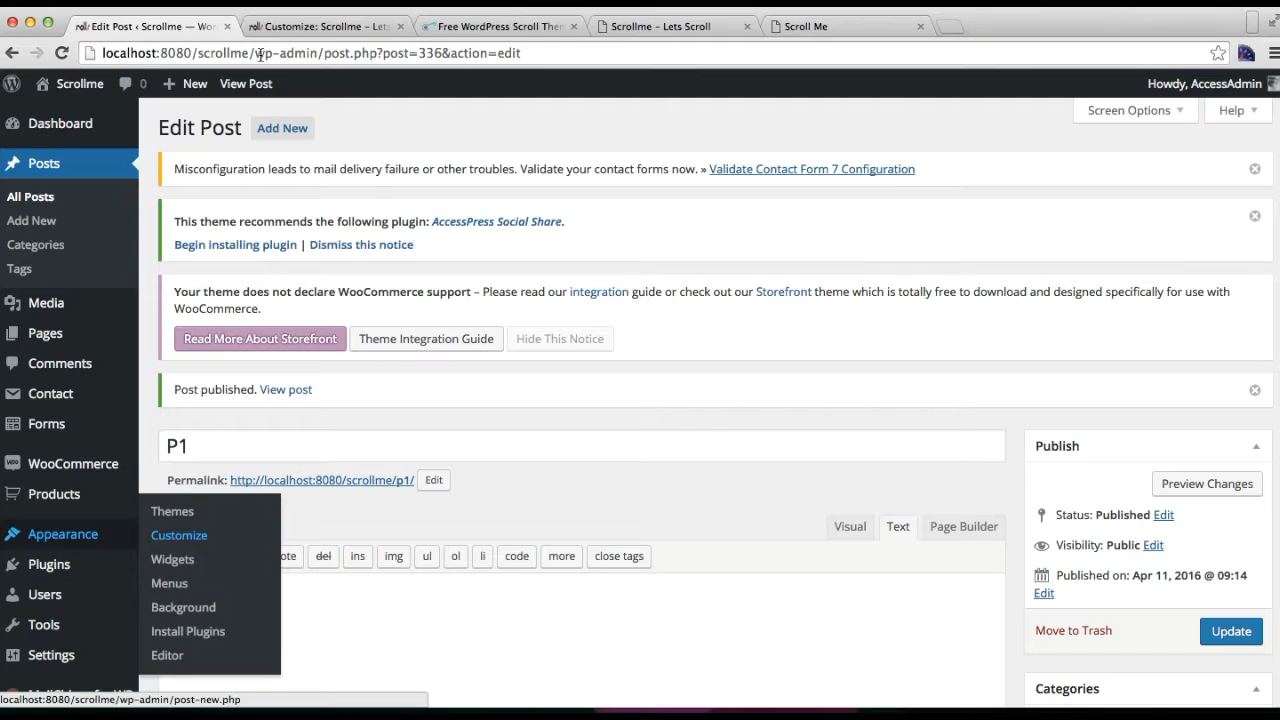 Edit Post ‹ Scrollme — Wor
Customize: Scrollme – Lets
Free WordPress Scroll Them
Scrollme – Lets Scroll
Scroll Me
localhost:8080/scrollme/wp-admin/post.php?post=336&action=edit
Scrollme
0
New
View Post
Howdy, AccessAdmin
Dashboard
Posts
All Posts
Add New
Categories
Tags
Media
Pages
Comments
Contact
Forms
WooCommerce
Products
Appearance
Plugins
Users
Tools
Settings
Themes
Customize
Widgets
Menus
Background
Install Plugins
Editor
localhost:8080/scrollme/wp-admin/post-new.php
Screen Options
Help
Edit Post
Add New
Misconfiguration leads to mail delivery failure or other troubles. Validate your contact forms now. » Validate Contact Form 7 Configuration
This theme recommends the following plugin: AccessPress Social Share.
Begin installing plugin | Dismiss this notice
Your theme does not declare WooCommerce support – Please read our integration guide or check out our Storefront theme which is totally free to download and designed specifically for use with
WooCommerce.
Read More About Storefront
Theme Integration Guide
Hide This Notice
Post published. View post
P1
Permalink: http://localhost:8080/scrollme/p1/ Edit
Visual
Text
Page Builder
del
ins
img
ul
ol
li
code
more
close tags
Publish
Preview Changes
Status: Published Edit
Visibility: Public Edit
Published on: Apr 11, 2016 @ 09:14
Edit
Move to Trash
Update
Categories